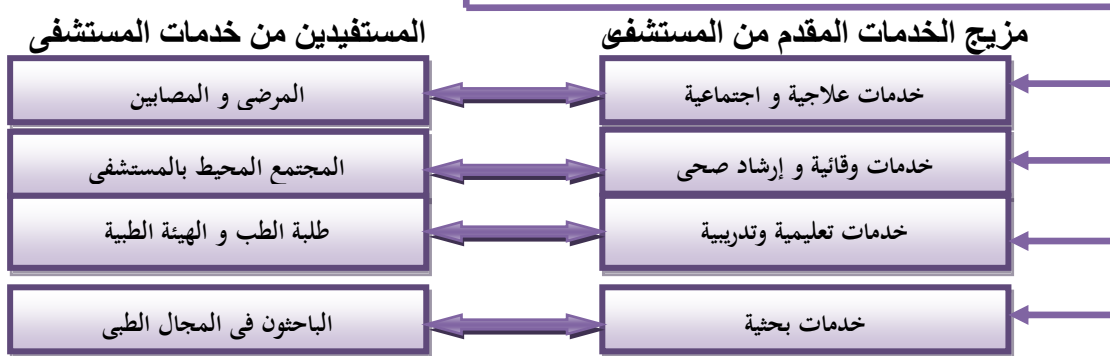 مزيج الخدمات المقدم من المستشفى
المستفيدين من خدمات المستشفى
خدمات علاجية و اجتماعية
المرضى و المصابين
خدمات وقائية و إرشاد صحى
المجتمع المحيط بالمستشفى
خدمات تعليمية وتدريبية
طلبة الطب و الهيئة الطبية
خدمات بحثية
الباحثون فى المجال الطبى